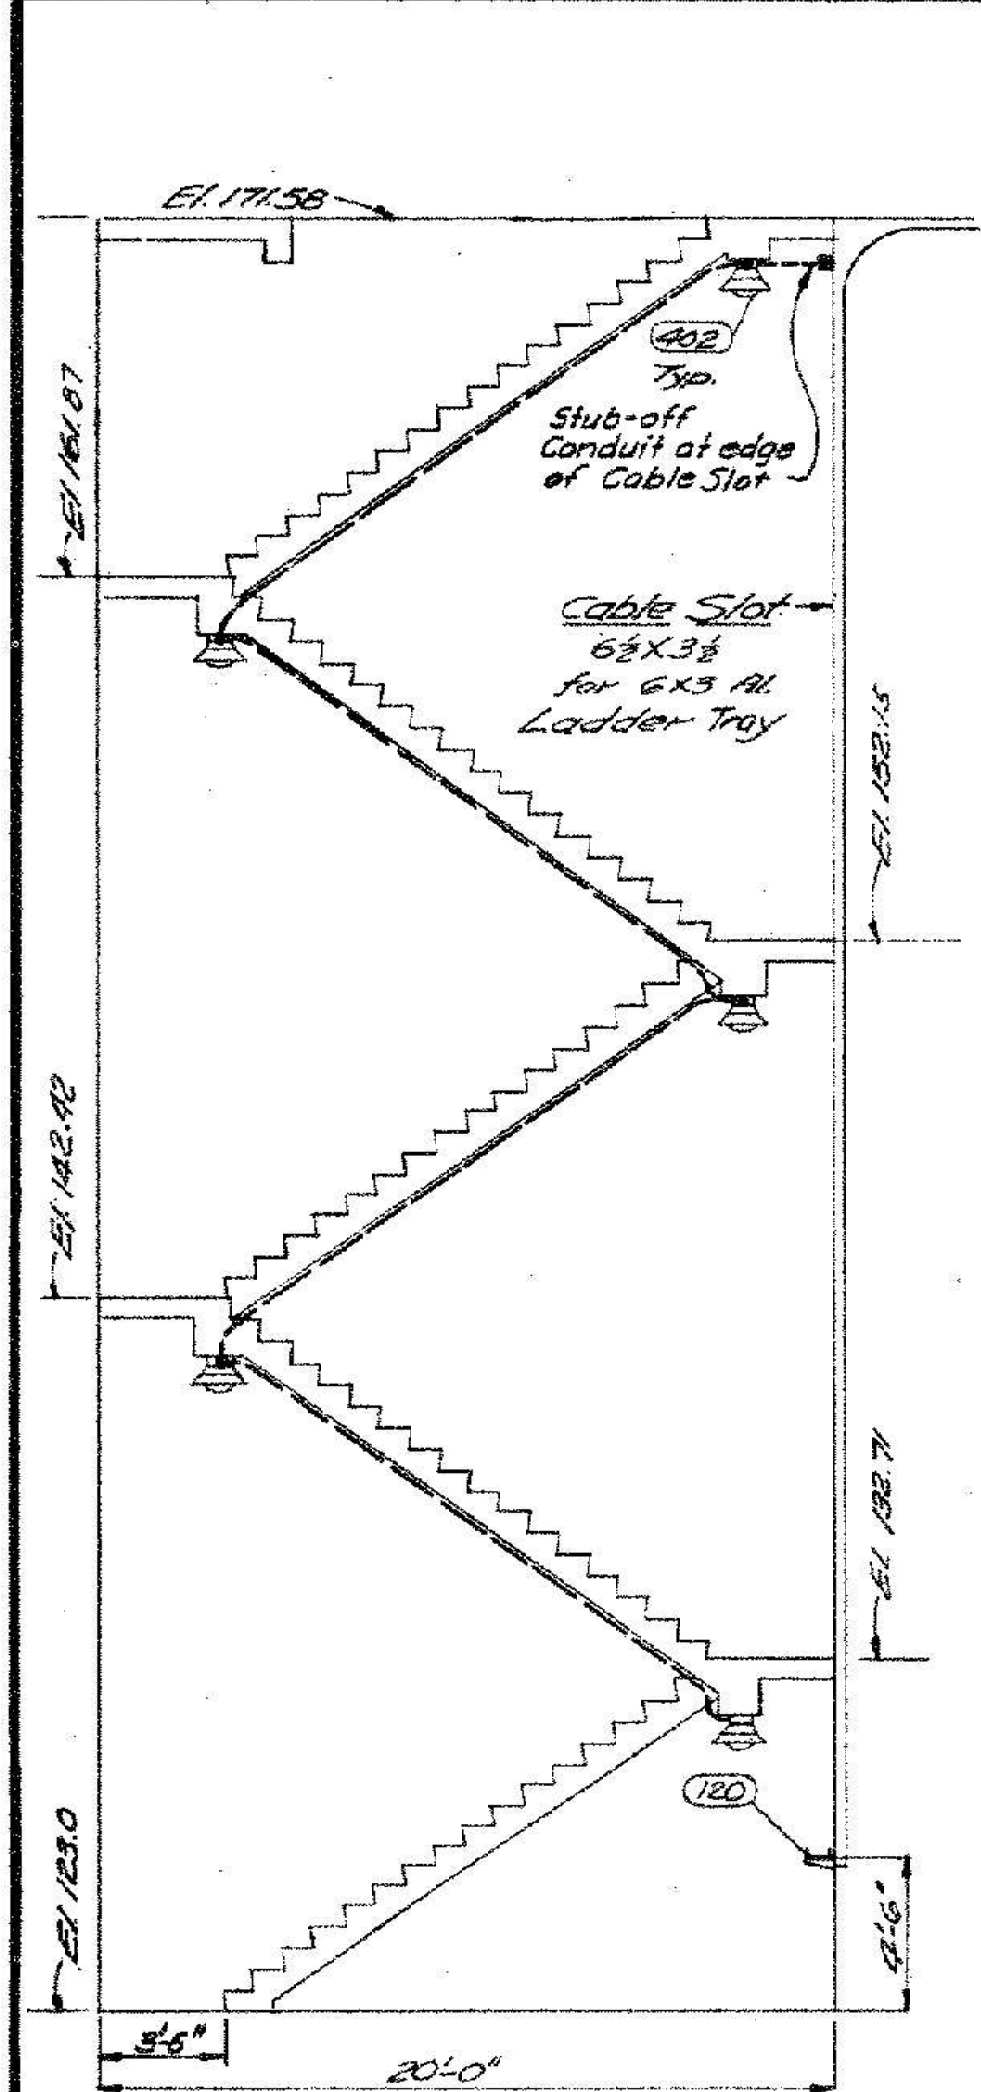 El. 171.58
402
Typ.
Stub-off
Conduit at edge
of Cable Slot
El 161.87
Cable Slot
6½X3½
for 6X3 Al.
Ladder Tray
El. 152.15
El. 142.42
El. 132.71
120
El. 123.0
4'-6"
3'-6"
20'-0"